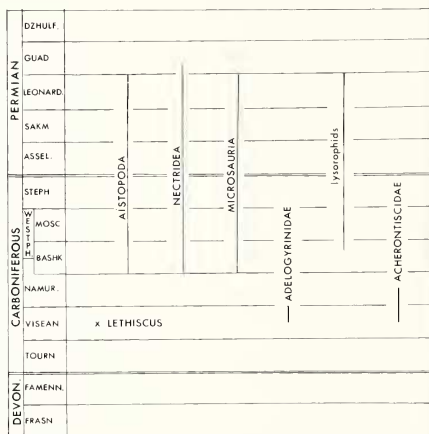 PERMIAN
DZHULF.
GUAD
LEONARD.
SAKM
ASSEL.
CARBONIFEROUS
STEPH
WESTPH
MOSC
BASHK
NAMUR.
VISEAN
TOURN
DEVON
FAMENN.
FRASN
AISTOPODA
NECTRIDEA
MICROSAURIA
lysorophids
ADELOGYRINIDAE
ACHERONTISCIDAE
x LETHISCUS